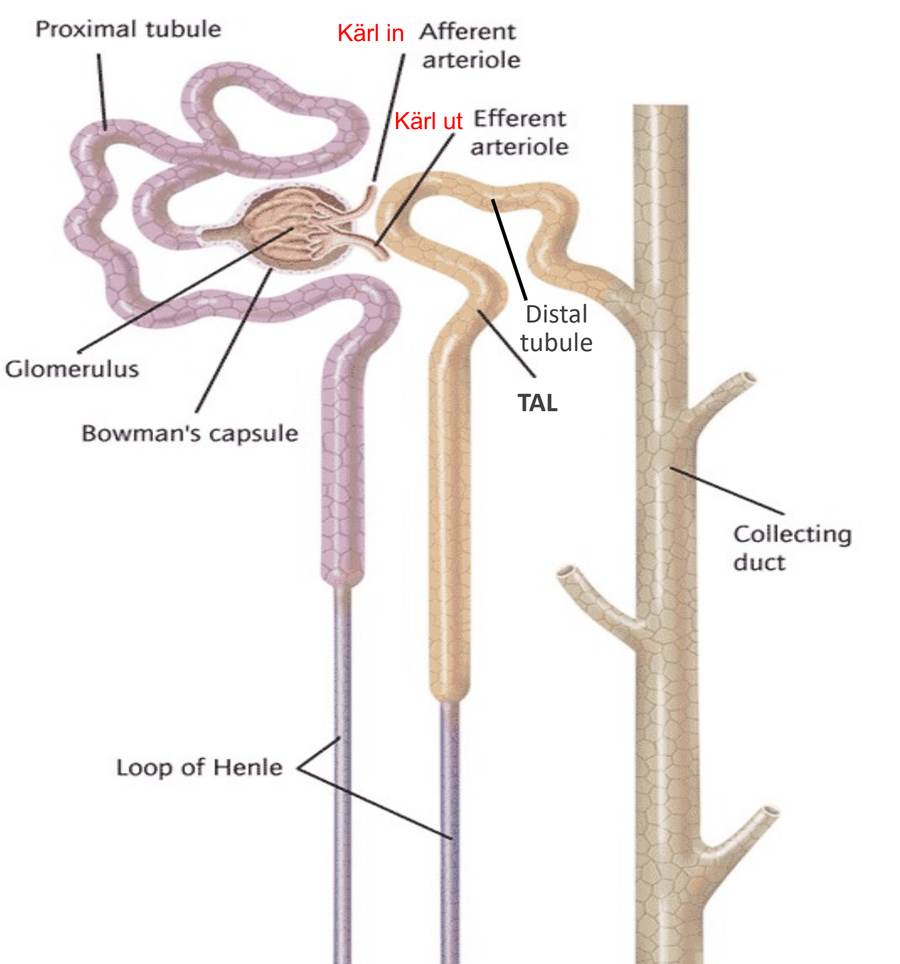 Proximal tubule
Kärl in Afferent
arteriole
Kärl ut Efferent
arteriole
Distal
tubule
Glomerulus
TAL
Bowman's capsule
Collecting
duct
Loop of Henle